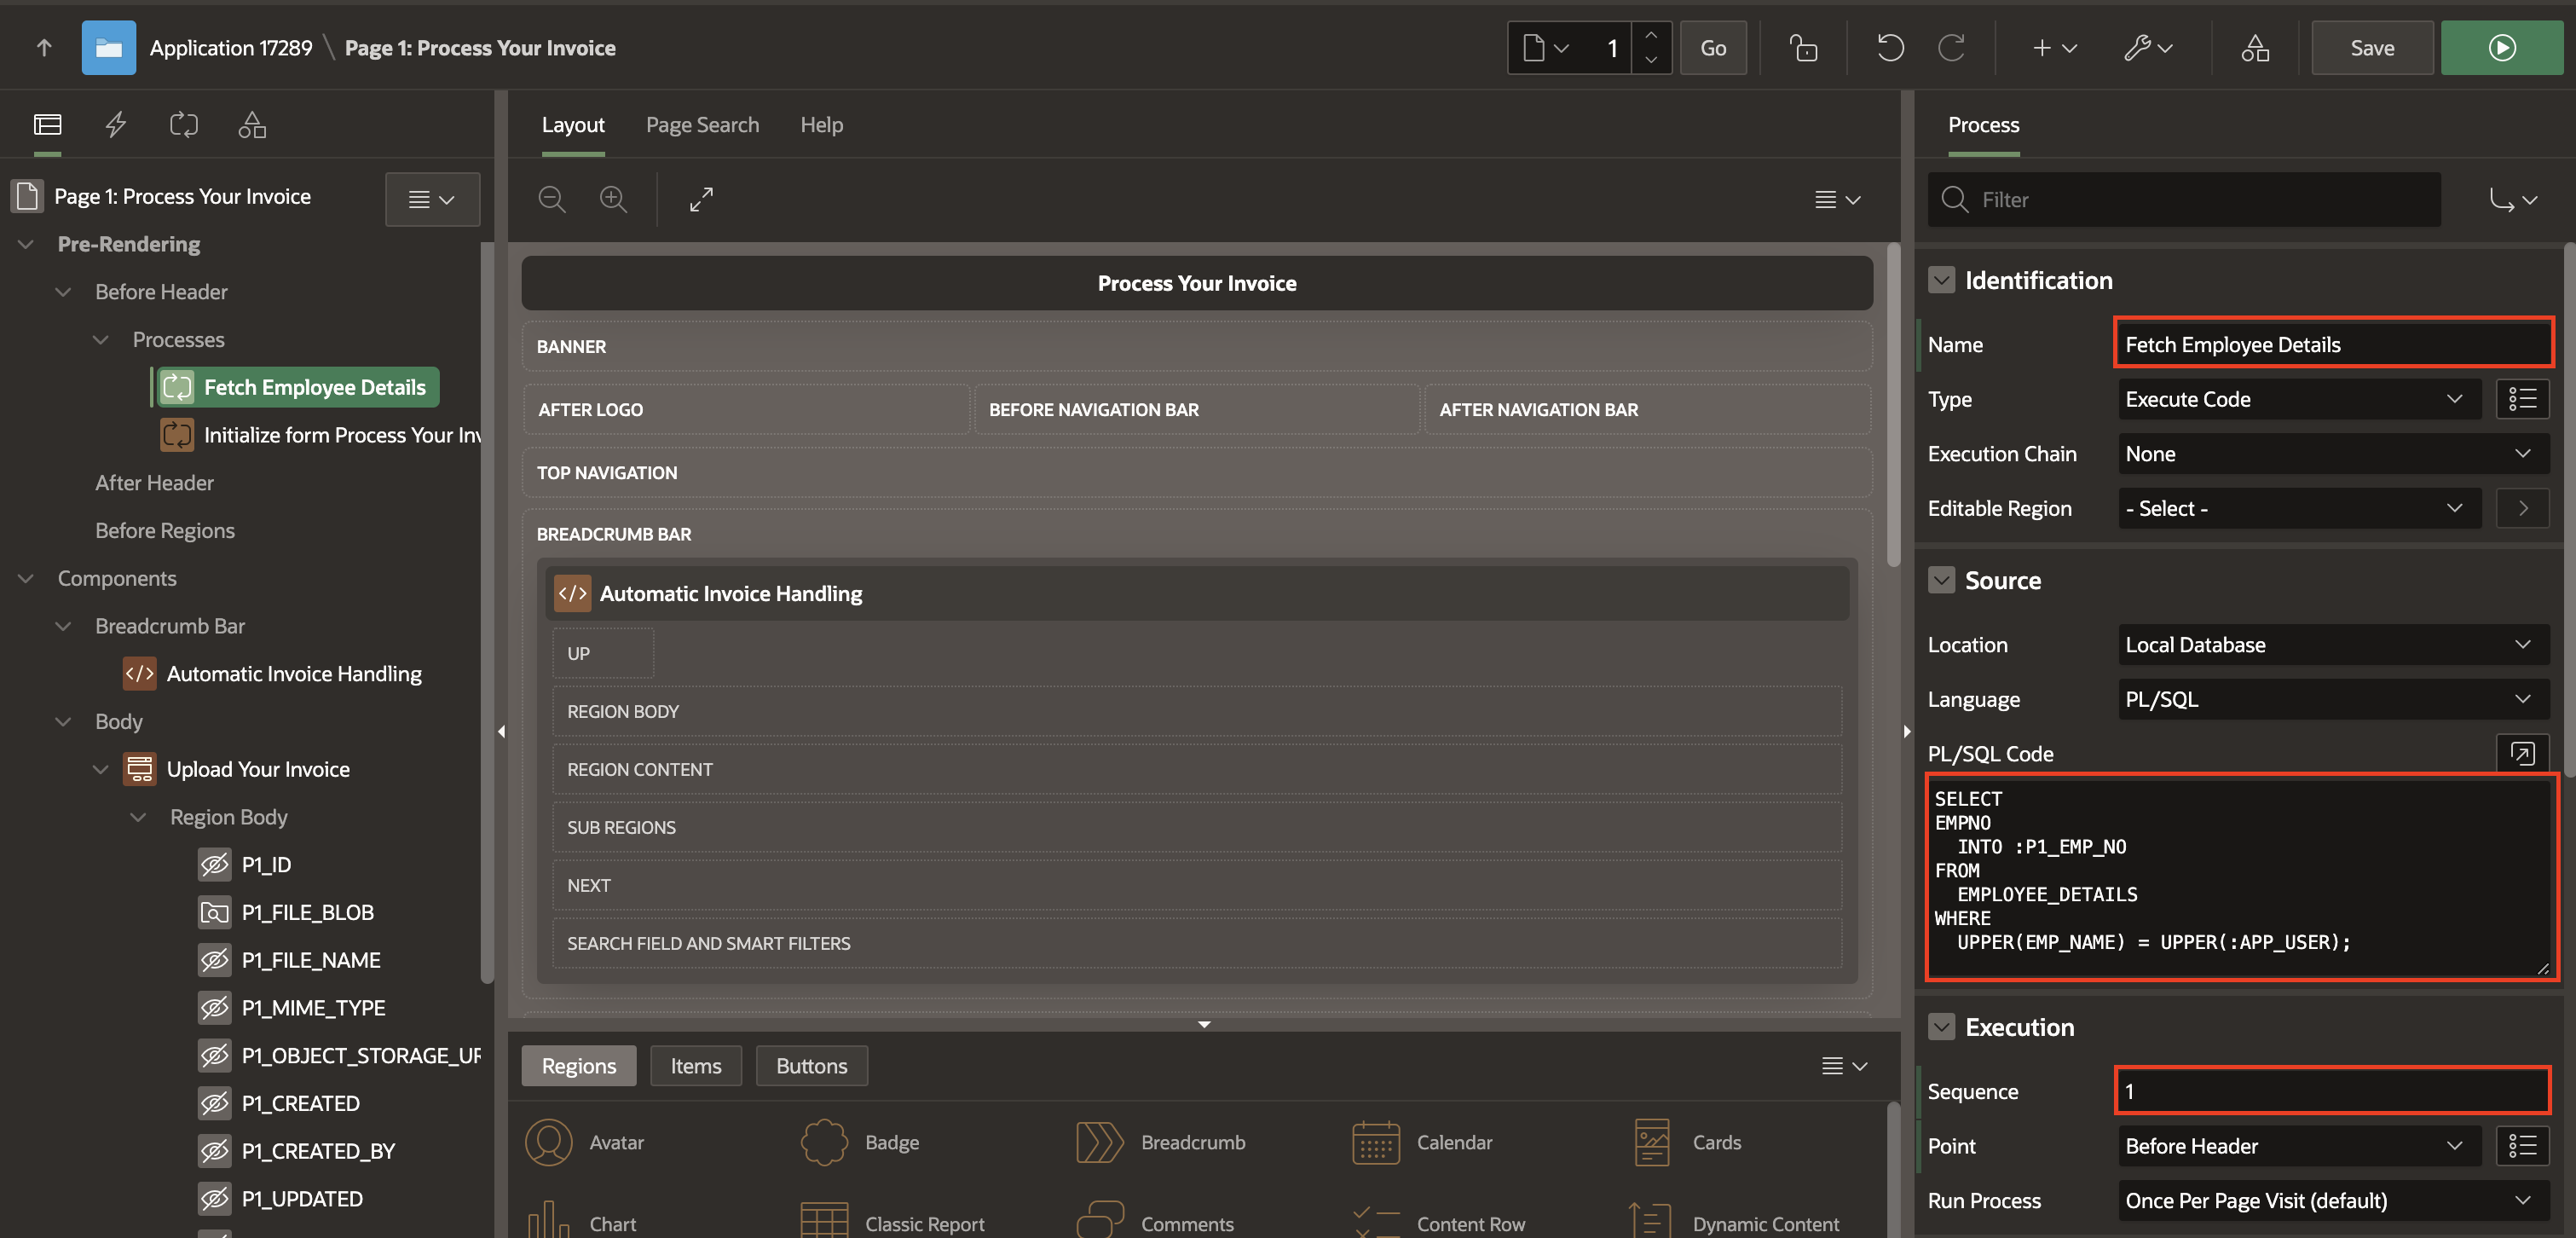 Application 17289 \ Page 1: Process Your Invoice
1
Go
Save
Page 1: Process Your Invoice
Pre-Rendering
Before Header
Processes
Fetch Employee Details
Initialize form Process Your Inv
After Header
Before Regions
Components
Breadcrumb Bar
Automatic Invoice Handling
Body
Upload Your Invoice
Region Body
P1_ID
P1_FILE_BLOB
P1_FILE_NAME
P1_MIME_TYPE
P1_OBJECT_STORAGE_UR
P1_CREATED
P1_CREATED_BY
P1_UPDATED
Layout Page Search Help
Process Your Invoice
BANNER
AFTER LOGO BEFORE NAVIGATION BAR AFTER NAVIGATION BAR
TOP NAVIGATION
BREADCRUMB BAR
Automatic Invoice Handling
UP
REGION BODY
REGION CONTENT
SUB REGIONS
NEXT
SEARCH FIELD AND SMART FILTERS
Regions Items Buttons
Avatar Badge Breadcrumb Calendar Cards
Chart Classic Report Comments Content Row Dynamic Content
Process
Filter
Identification
Name Fetch Employee Details
Type Execute Code
Execution Chain None
Editable Region - Select -
Source
Location Local Database
Language PL/SQL
PL/SQL Code
SELECT
EMPNO
INTO :P1_EMP_NO
FROM
EMPLOYEE_DETAILS
WHERE
UPPER(EMP_NAME) = UPPER(:APP_USER);
Execution
Sequence 1
Point Before Header
Run Process Once Per Page Visit (default)